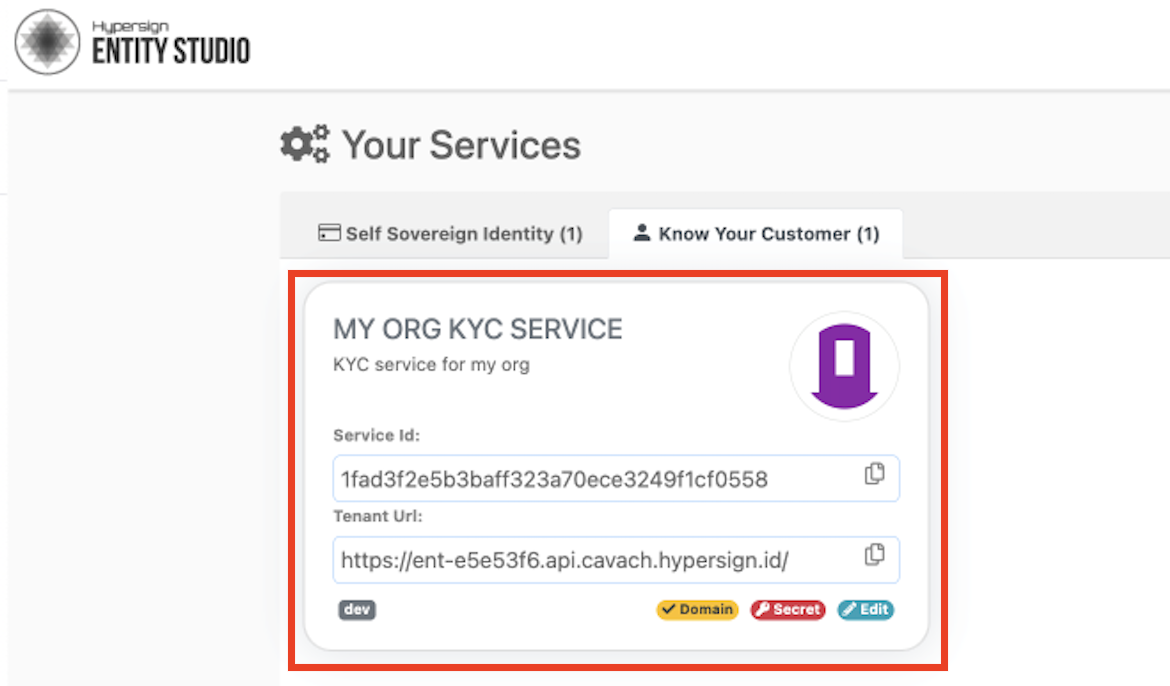 Hypersign
ENTITY STUDIO
Your Services
Self Sovereign Identity (1)
Know Your Customer (1)
MY ORG KYC SERVICE
KYC service for my org
Service Id:
1fad3f2e5b3baff323a70ece3249f1cf0558
Tenant Url:
https://ent-e5e53f6.api.cavach.hypersign.id/
dev
Domain
Secret
Edit